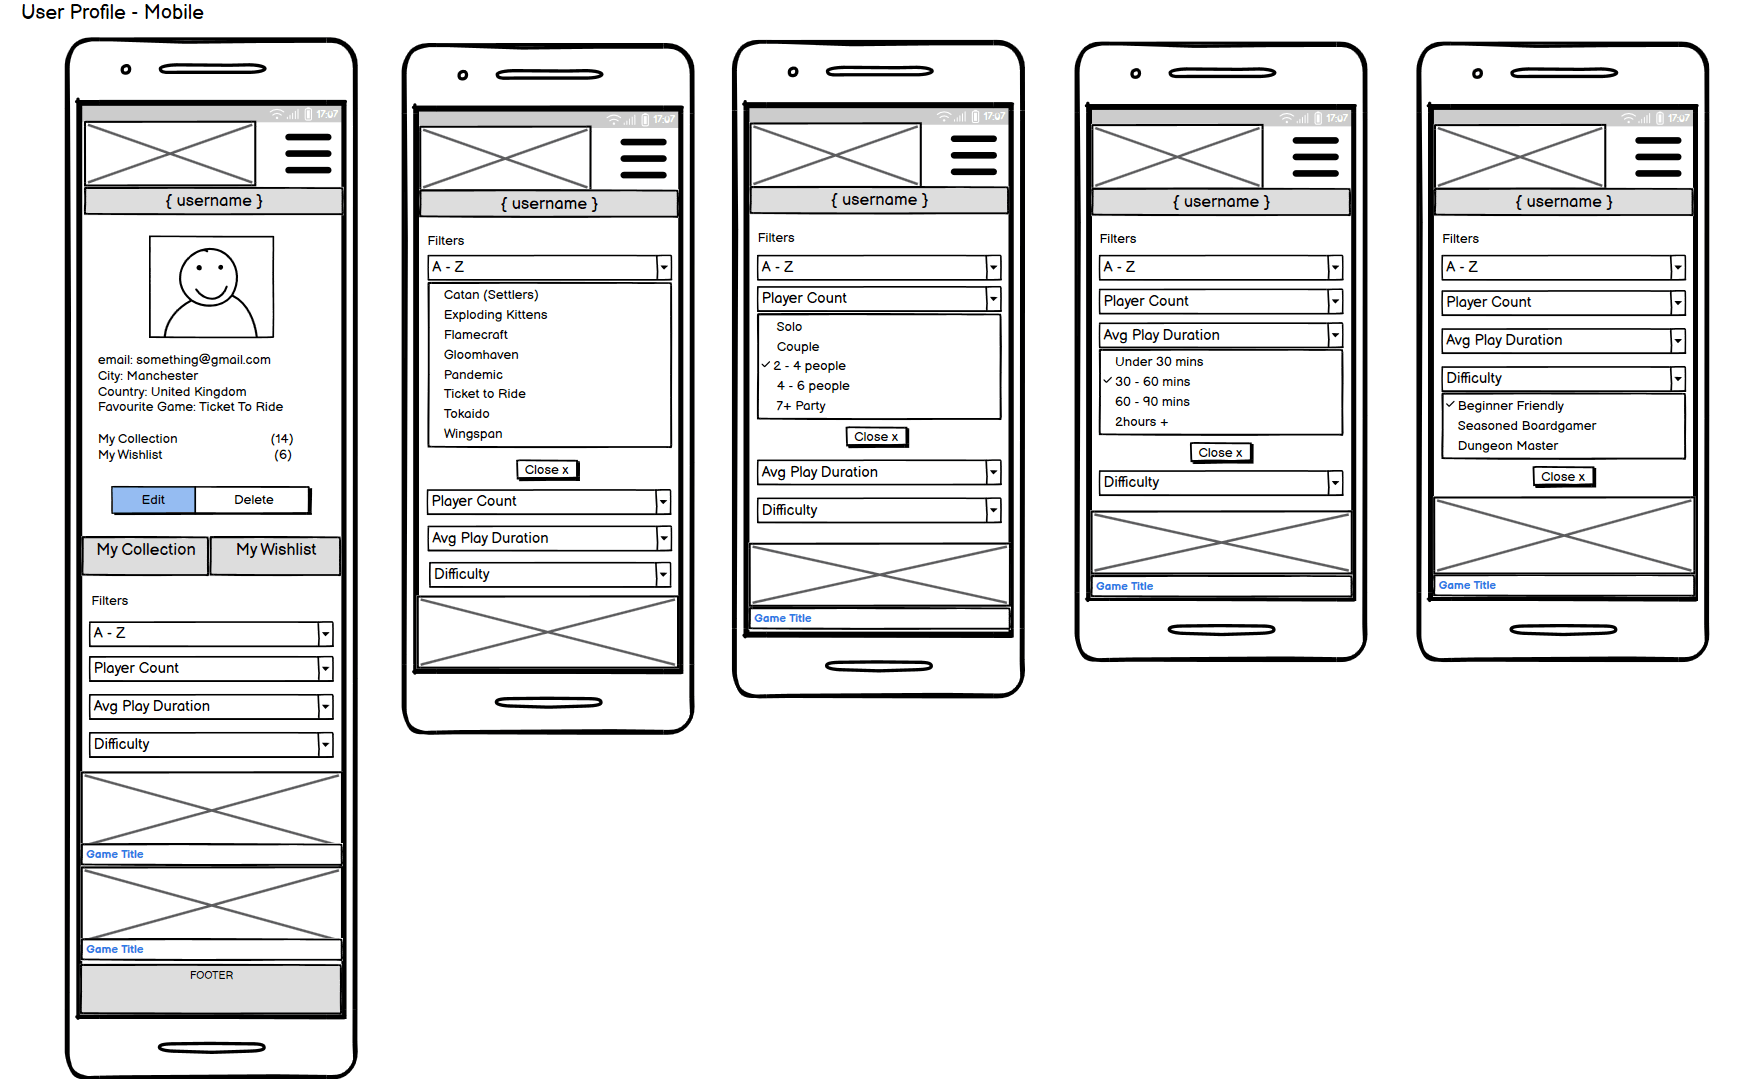 User Profile - Mobile
17:07
{ username }
email: something@gmail.com
City: Manchester
Country: United Kingdom
Favourite Game: Ticket To Ride
My Collection (14)
My Wishlist (6)
Edit Delete
My Collection My Wishlist
Filters
A - Z
Player Count
Avg Play Duration
Difficulty
Game Title
Game Title
FOOTER
17:07
{ username }
Filters
A - Z
Catan (Settlers)
Exploding Kittens
Flamecraft
Gloomhaven
Pandemic
Ticket to Ride
Tokaido
Wingspan
Close x
Player Count
Avg Play Duration
Difficulty
17:07
{ username }
Filters
A - Z
Player Count
Solo
Couple
2 - 4 people
4 - 6 people
7+ Party
Close x
Avg Play Duration
Difficulty
Game Title
17:07
{ username }
Filters
A - Z
Player Count
Avg Play Duration
Under 30 mins
30 - 60 mins
60 - 90 mins
2hours +
Close x
Difficulty
Game Title
17:07
{ username }
Filters
A - Z
Player Count
Avg Play Duration
Difficulty
Beginner Friendly
Seasoned Boardgamer
Dungeon Master
Close x
Game Title